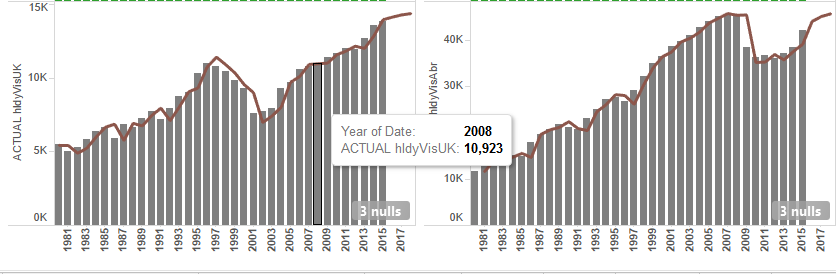 15K
10K
5K
0K
ACTUAL hldyVisUK
1981
1983
1985
1987
1989
1991
1993
1995
1997
1999
2001
2003
2005
2007
2009
2011
2013
2015
2017
3 nulls
Year of Date: 2008
ACTUAL hldyVisUK: 10,923
40K
30K
10K
0K
hldyVisAbr
1981
1983
1985
1987
1989
1991
1993
1995
1997
1999
2001
2003
2005
2007
2009
2011
2013
2015
2017
3 nulls